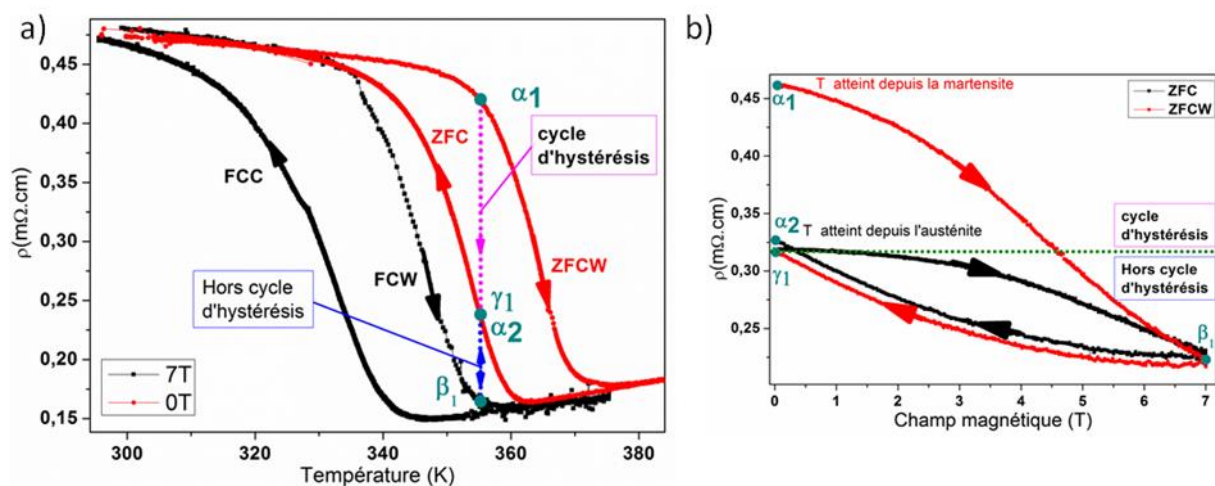 a)
0,45
0,40
0,35
0,30
0,25
0,20
0,15
ρ(mΩ.cm)
300
320
340
360
380
Température (K)
FCC
FCW
ZFC
ZFCW
α1
cycle
d'hystérésis
Hors cycle
d'hystérésis
γ1
α2
β1
7T
0T
b)
0,45
0,40
0,35
0,30
0,25
ρ(mΩ.cm)
0
1
2
3
4
5
6
7
Champ magnétique (T)
α1
T atteint depuis la martensite
ZFC
ZFCW
α2
T atteint depuis l'austénite
γ1
cycle
d'hystérésis
Hors cycle
d'hystérésis
β1